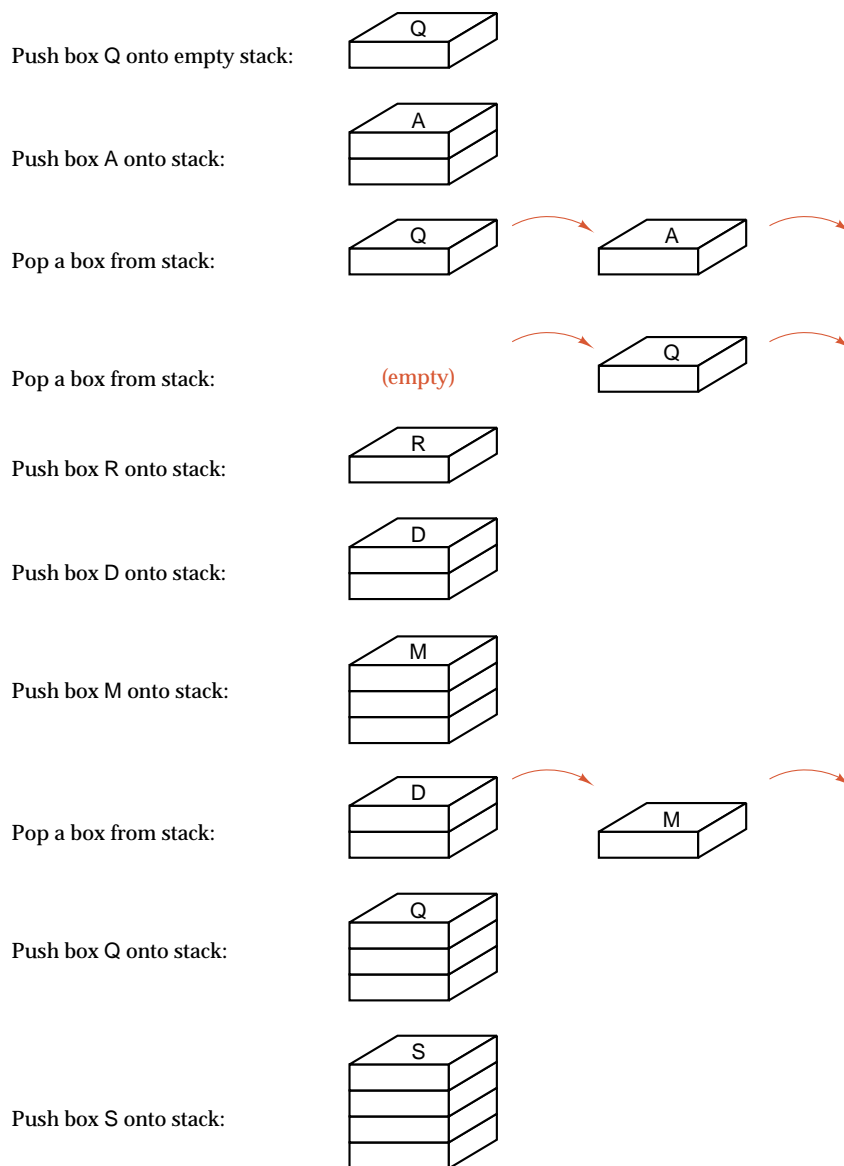 Q
Push box Q onto empty stack:
A
Push box A onto stack:
Q A
Pop a box from stack:
Q
Pop a box from stack: (empty)
R
Push box R onto stack:
D
Push box D onto stack:
M
Push box M onto stack:
D
M
Pop a box from stack:
Q
Push box Q onto stack:
S
Push box S onto stack: